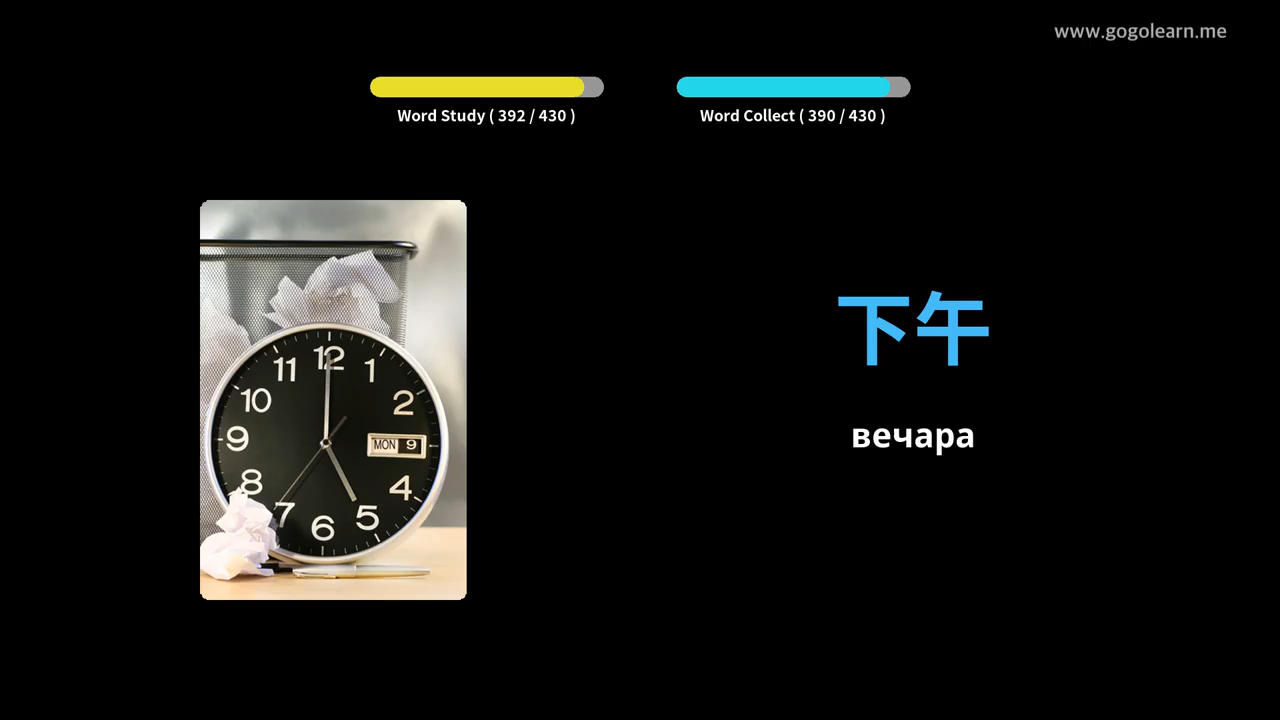 www.gogolearn.me
Word Study ( 392 / 430 )
Word Collect ( 390 / 430 )
下午
вечара
12
1
2
MON 9
4
5
6
7
8
9
10
11